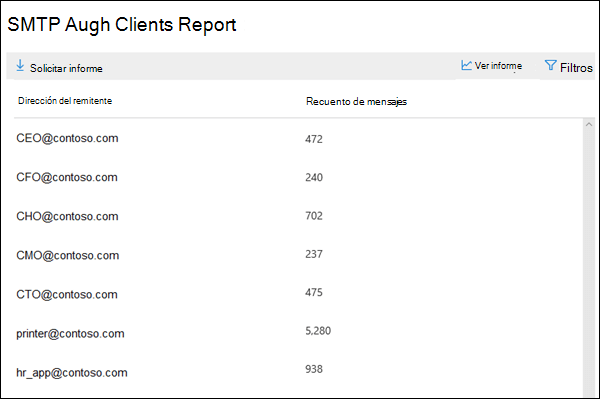 SMTP Augh Clients Report
Solicitar informe Ver informe Filtros
Dirección del remitente Recuento de mensajes
CEO@contoso.com 472
CFO@contoso.com 240
CHO@contoso.com 702
CMO@contoso.com 237
CTO@contoso.com 475
printer@contoso.com 5,280
hr_app@contoso.com 938